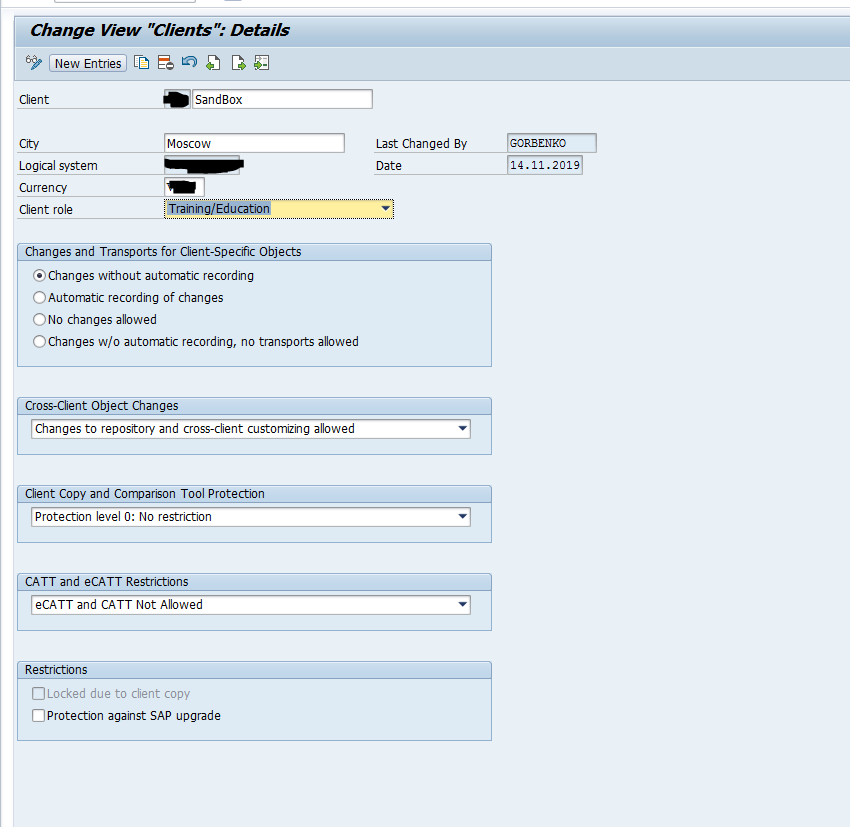 Change View "Clients": Details
New Entries
Client SandBox
City Moscow Last Changed By GORBENKO
Logical system Date 14.11.2019
Currency
Client role Training/Education
Changes and Transports for Client-Specific Objects
Changes without automatic recording
Automatic recording of changes
No changes allowed
Changes w/o automatic recording, no transports allowed
Cross-Client Object Changes
Changes to repository and cross-client customizing allowed
Client Copy and Comparison Tool Protection
Protection level 0: No restriction
CATT and eCATT Restrictions
eCATT and CATT Not Allowed
Restrictions
Locked due to client copy
Protection against SAP upgrade